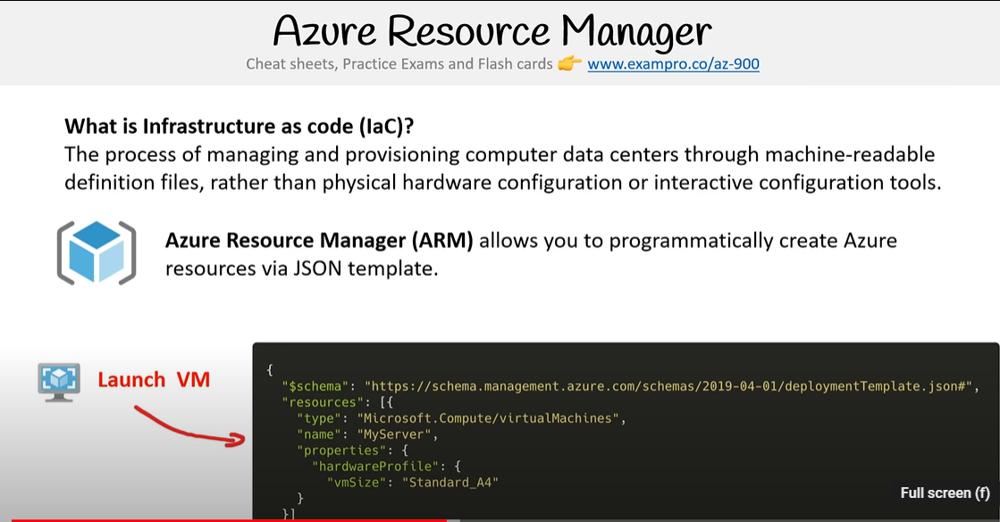 Azure Resource Manager
Cheat sheets, Practice Exams and Flash cards 👉 www.exampro.co/az-900
What is Infrastructure as code (IaC)?
The process of managing and provisioning computer data centers through machine-readable
definition files, rather than physical hardware configuration or interactive configuration tools.
Azure Resource Manager (ARM) allows you to programmatically create Azure
resources via JSON template.
Launch VM
{
"$schema": "https://schema.management.azure.com/schemas/2019-04-01/deploymentTemplate.json#",
"resources": [{
"type": "Microsoft.Compute/virtualMachines",
"name": "MyServer",
"properties": {
"hardwareProfile": {
"vmSize": "Standard_A4"
}
}]
Full screen (f)